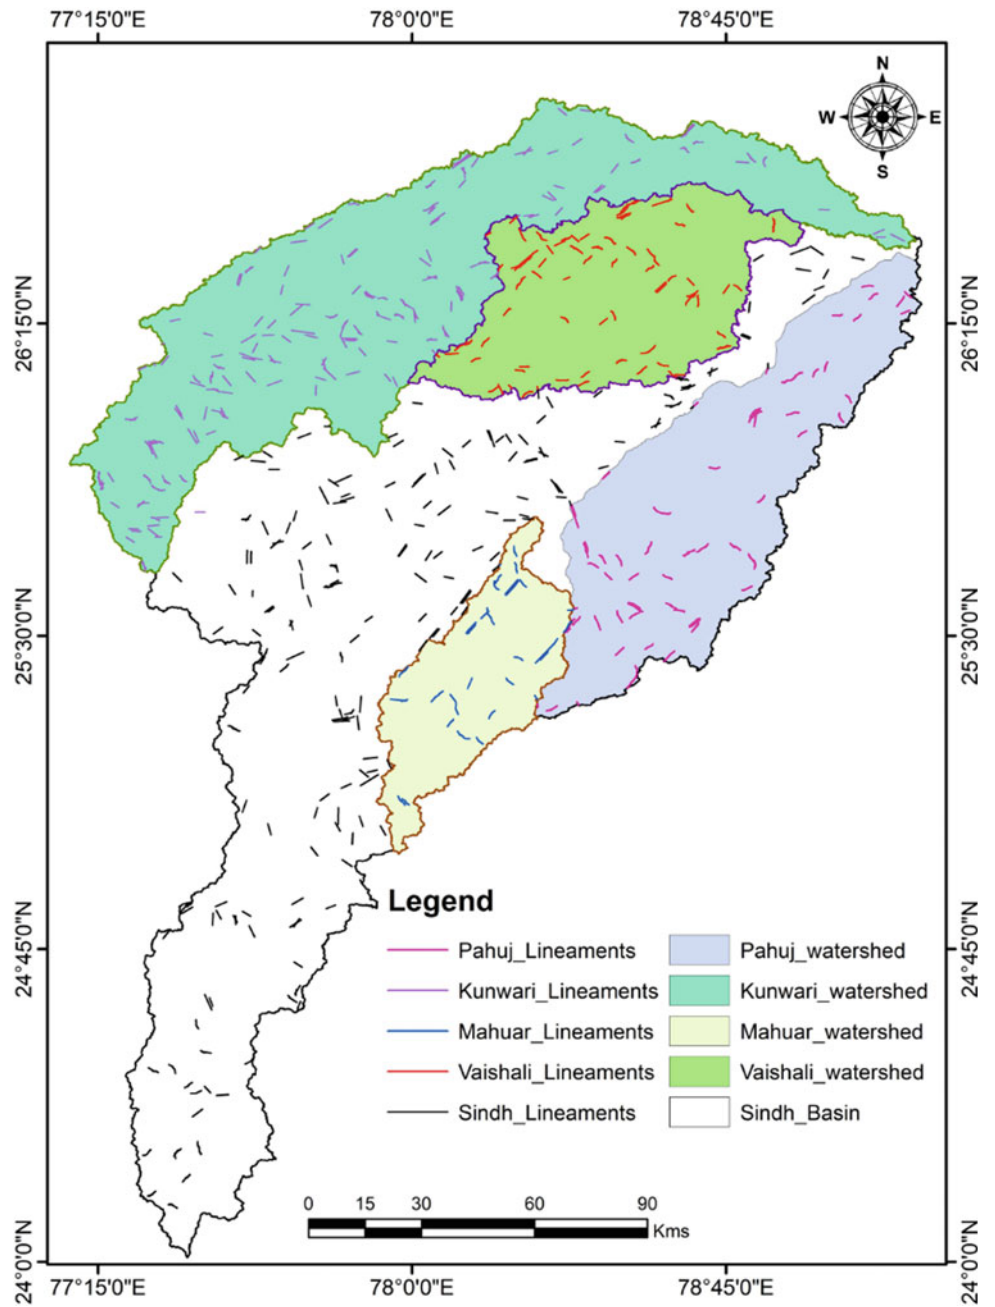 77°15'0"E 78°0'0"E 78°45'0"E
N
W E
S
26°15'0"N 26°15'0"N
25°30'0"N 25°30'0"N
24°45'0"N 24°45'0"N
24°0'0"N 24°0'0"N
Legend
Pahuj_Lineaments Pahuj_watershed
Kunwari_Lineaments Kunwari_watershed
Mahuar_Lineaments Mahuar_watershed
Vaishali_Lineaments Vaishali_watershed
Sindh_Lineaments Sindh_Basin
0 15 30 60 90
Kms
77°15'0"E 78°0'0"E 78°45'0"E